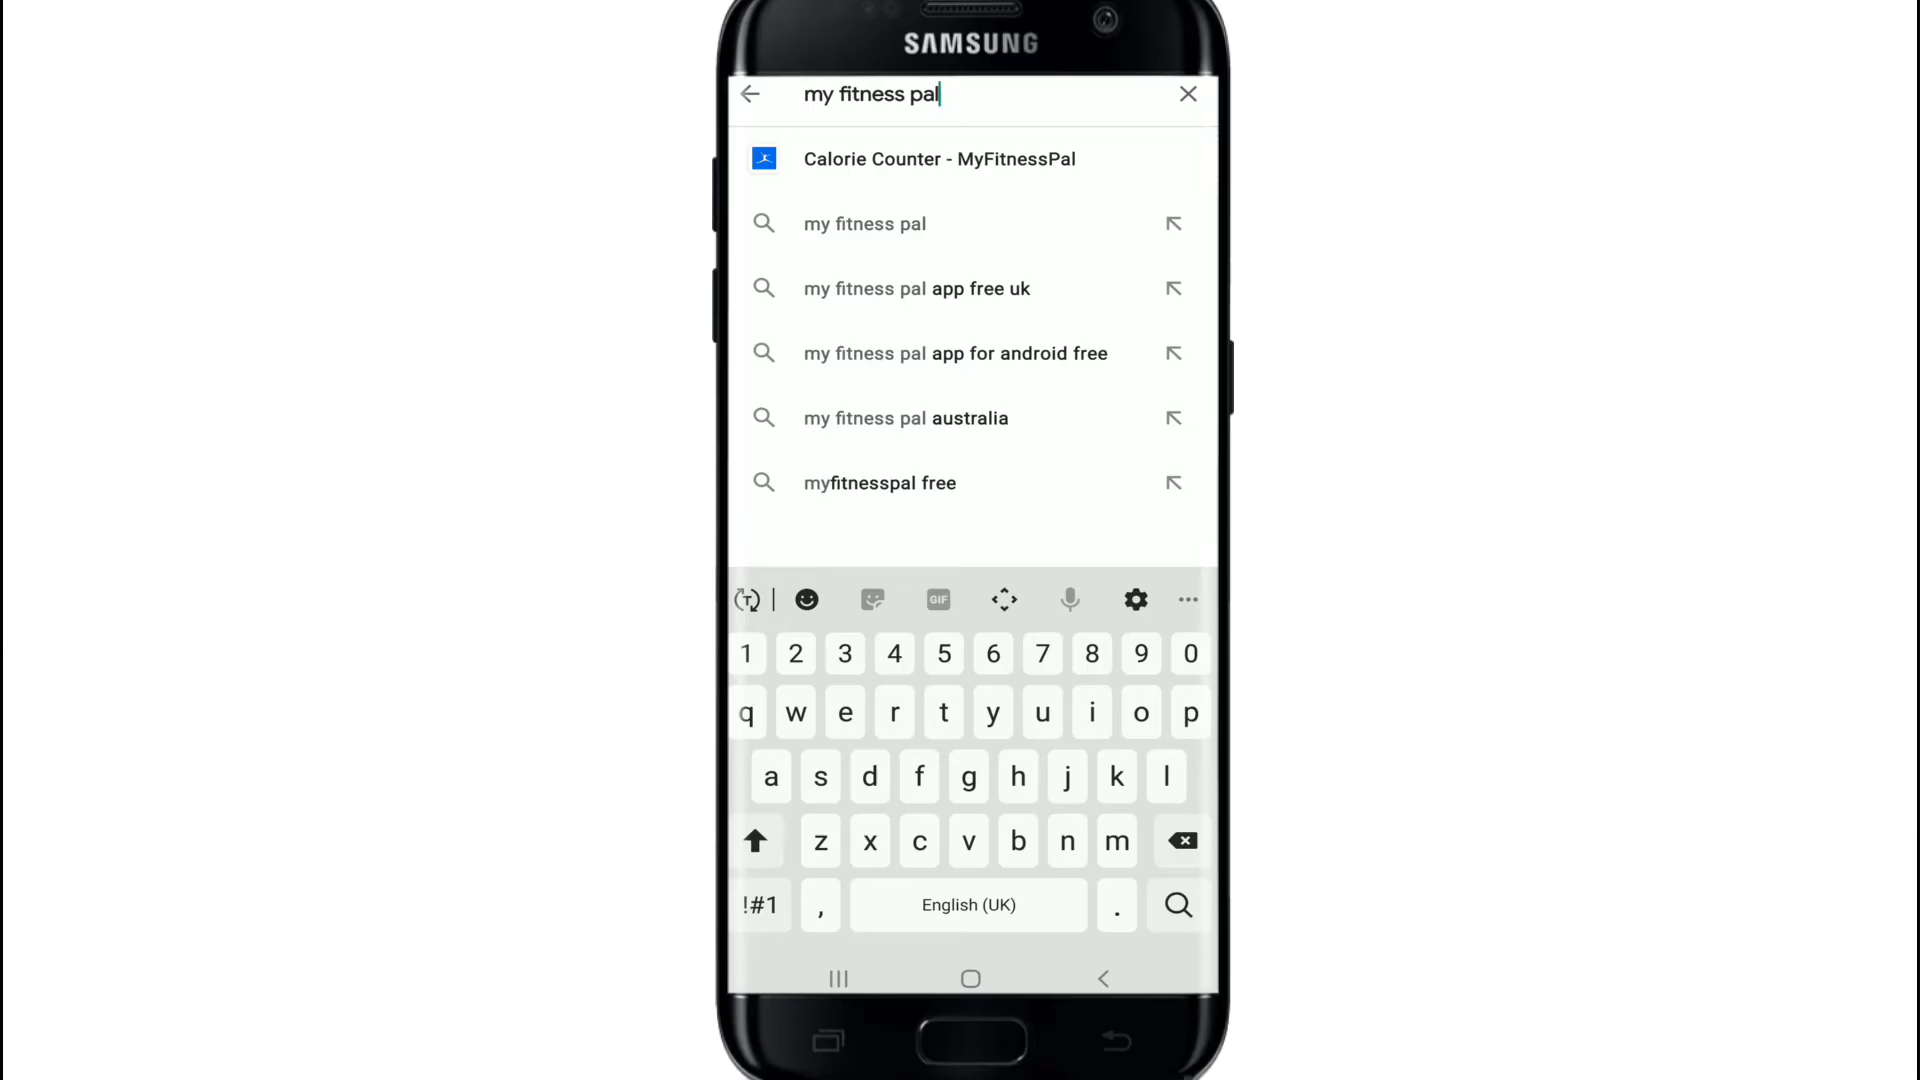 SAMSUNG
my fitness pal
Calorie Counter - MyFitnessPal
my fitness pal
my fitness pal app free uk
my fitness pal app for android free
my fitness pal australia
myfitnesspal free
T
GIF
1 2 3 4 5 6 7 8 9 0
q w e r t y u i o p
a s d f g h j k l
z x c v b n m
!#1 , English (UK) .